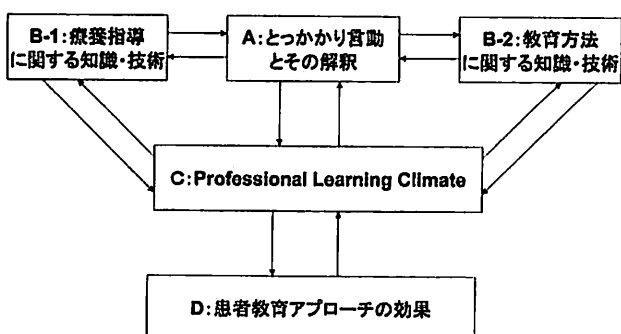 B-1:療養指導
に関する知識・技術
A:とっかかり言動
とその解釈
B-2:教育方法
に関する知識・技術
C:Professional Learning Climate
D:患者教育アプローチの効果